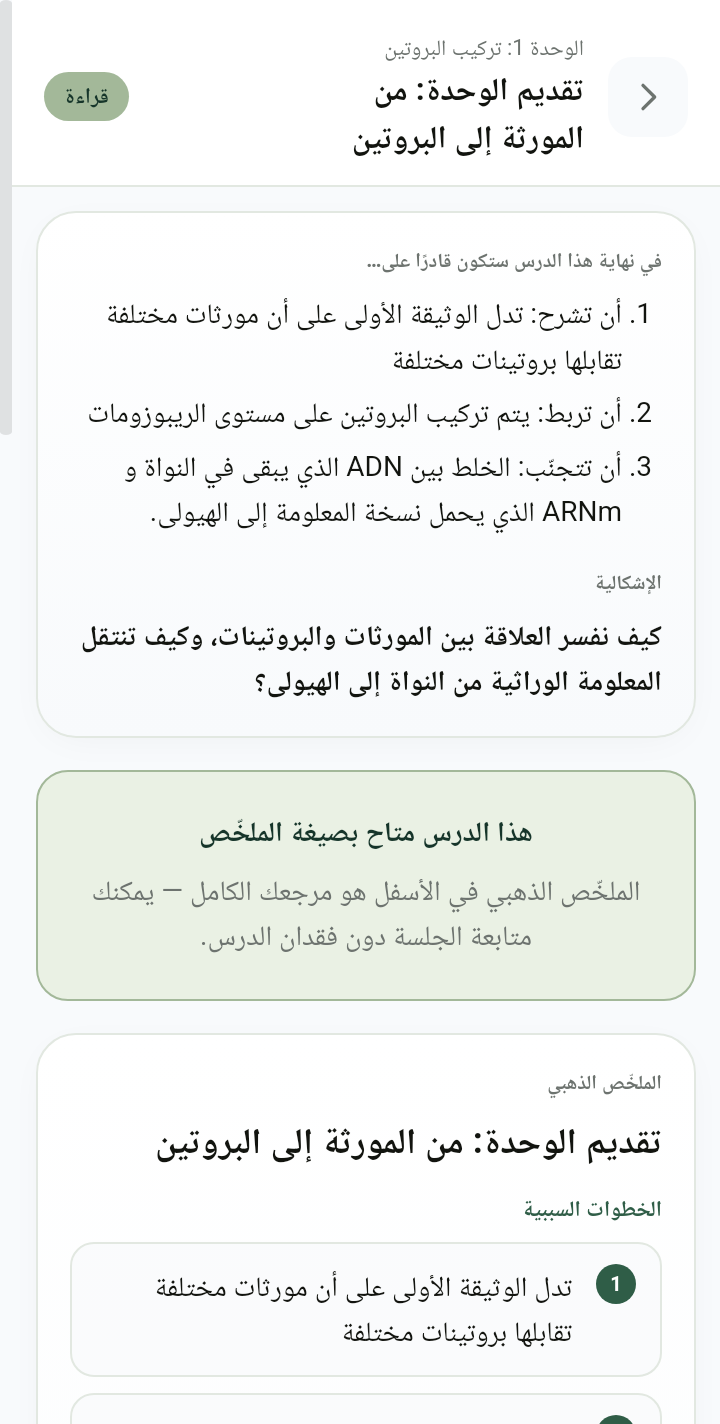 الوحدة 1: تركيب البروتين
تقديم الوحدة: من
المورثة إلى البروتين
قراءة
في نهاية هذا الدرس ستكون قادرًا على...
1. أن تشرح: تدل الوثيقة الأولى على أن مورثات مختلفة
تقابلها بروتينات مختلفة
2. أن تربط: يتم تركيب البروتين على مستوى الريبوزومات
3. أن تتجنّب: الخلط بين ADN الذي يبقى في النواة و
ARNm الذي يحمل نسخة المعلومة إلى الهيولى.
الإشكالية
كيف نفسر العلاقة بين المورثات والبروتينات، وكيف تنتقل
المعلومة الوراثية من النواة إلى الهيولى؟
هذا الدرس متاح بصيغة الملخّص
الملخّص الذهبي في الأسفل هو مرجعك الكامل — يمكنك
متابعة الجلسة دون فقدان الدرس.
الملخّص الذهبي
تقديم الوحدة: من المورثة إلى البروتين
الخطوات السببية
1 تدل الوثيقة الأولى على أن مورثات مختلفة
تقابلها بروتينات مختلفة